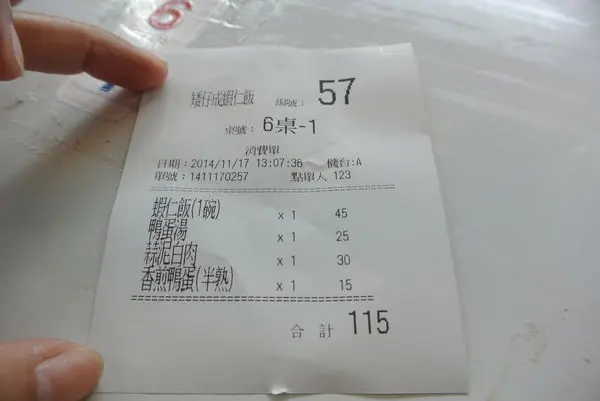 6
矮仔成蝦仁飯 號: 57
桌號: 6桌-1
消費單
日期:2014/11/17 13:07:36 機台:A
單號:1411170257 點單人 123
蝦仁飯(1碗) x 1 45
鴨蛋湯 x 1 25
蒜泥白肉 x 1 30
香煎鴨蛋(半熟) x 1 15
合計 115